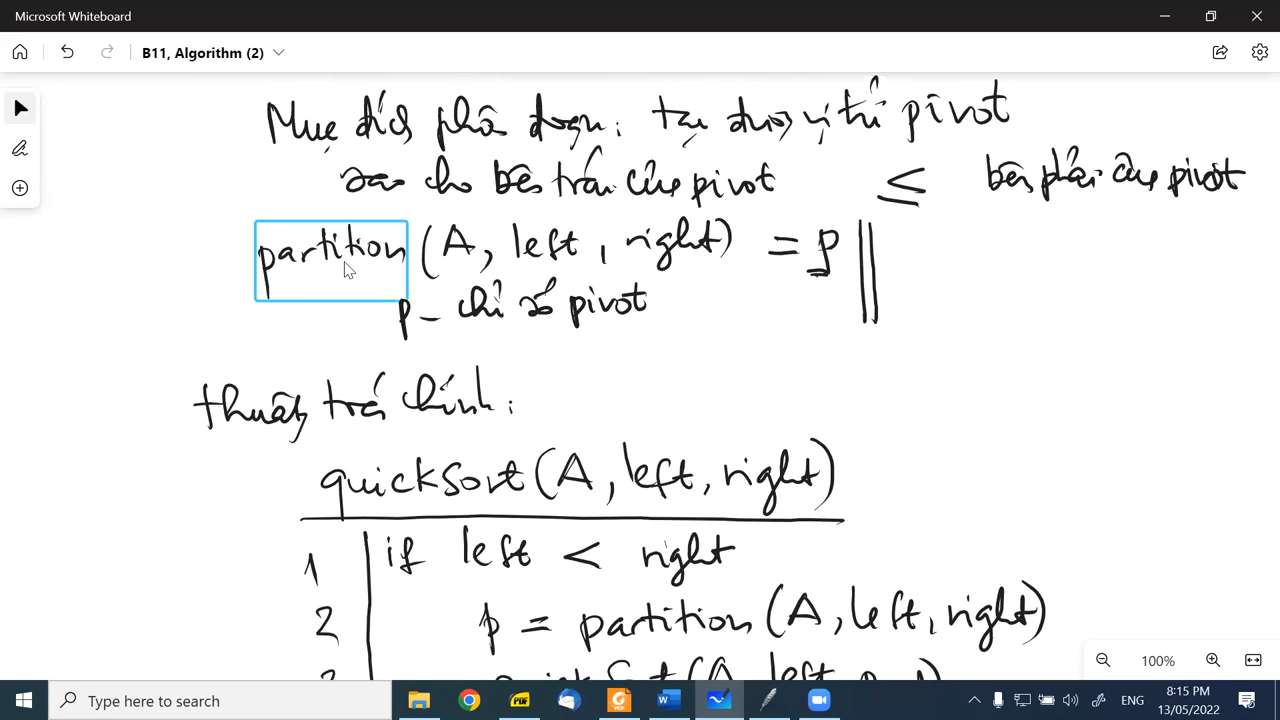 Microsoft Whiteboard
B11, Algorithm (2)
Mục đích phân đoạn: tạo được vị trí pivot
sao cho bên trái của pivot ≤ bên phải của pivot
partition (A, left, right) = p
p - chỉ số pivot
thuật toán chính:
quickSort(A, left, right)
1 if left < right
2 p = partition(A, left, right)
100%
Type here to search
ENG
8:15 PM
13/05/2022